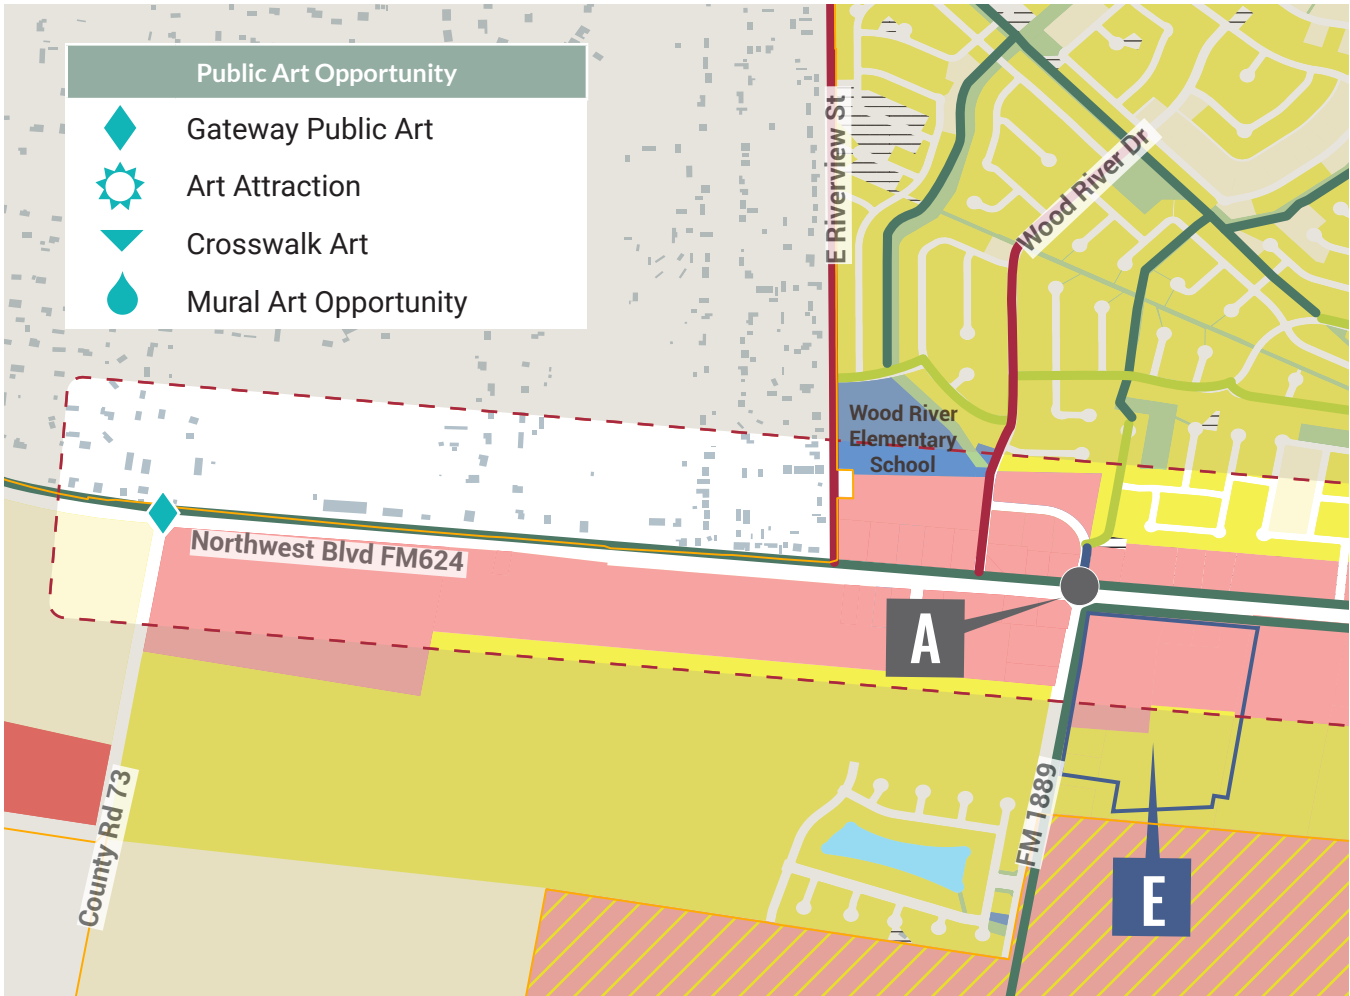 Public Art Opportunity
Gateway Public Art
Art Attraction
Crosswalk Art
Mural Art Opportunity
E Riverview St
Wood River Dr
Wood River
Elementary
School
Northwest Blvd FM624
A
County Rd 73
FM 1889
E